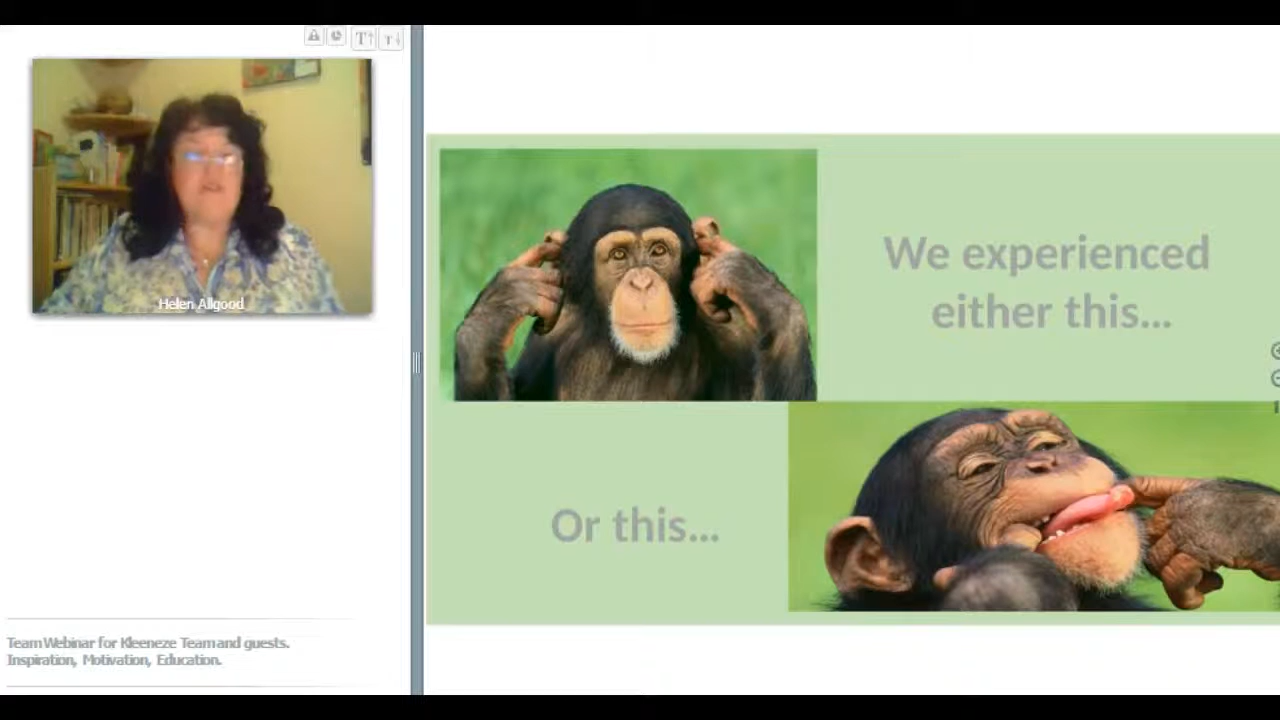 T↑ T↓
Helen Allgood
We experienced
either this...
Or this...
Team Webinar for Kleeneze Team and guests.
Inspiration, Motivation, Education.